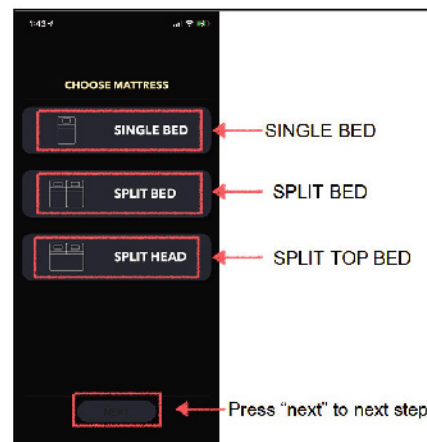 1:43
CHOOSE MATTRESS
SINGLE BED
SINGLE BED
SPLIT BED
SPLIT BED
SPLIT HEAD
SPLIT TOP BED
NEXT
Press “next” to next step